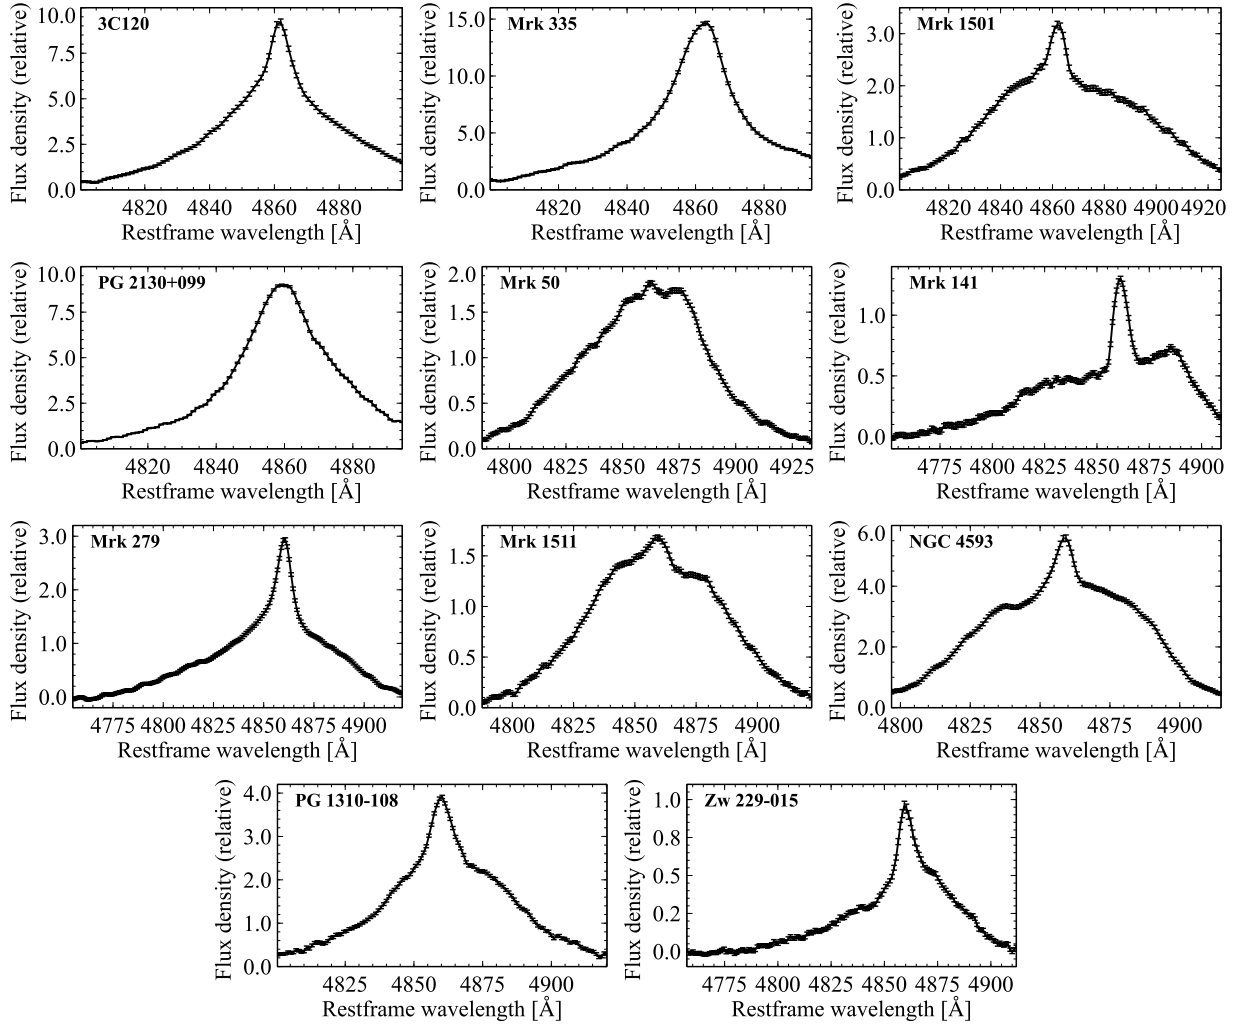 3C120
Flux density (relative)
10.0
7.5
5.0
2.5
0.0
4820 4840 4860 4880
Restframe wavelength [Å]
Mrk 335
Flux density (relative)
15.0
10.0
5.0
0.0
4820 4840 4860 4880
Restframe wavelength [Å]
Mrk 1501
Flux density (relative)
3.0
2.0
1.0
0.0
4820 4840 4860 4880 4900 4920
Restframe wavelength [Å]
PG 2130+099
Flux density (relative)
10.0
7.5
5.0
2.5
0.0
4820 4840 4860 4880
Restframe wavelength [Å]
Mrk 50
Flux density (relative)
2.0
1.5
1.0
0.5
0.0
4800 4825 4850 4875 4900 4925
Restframe wavelength [Å]
Mrk 141
Flux density (relative)
1.0
0.5
0.0
4775 4800 4825 4850 4875 4900
Restframe wavelength [Å]
Mrk 279
Flux density (relative)
3.0
2.0
1.0
0.0
4775 4800 4825 4850 4875 4900
Restframe wavelength [Å]
Mrk 1511
Flux density (relative)
1.5
1.0
0.5
0.0
4800 4825 4850 4875 4900
Restframe wavelength [Å]
NGC 4593
Flux density (relative)
6.0
4.0
2.0
0.0
4800 4825 4850 4875 4900
Restframe wavelength [Å]
PG 1310-108
Flux density (relative)
4.0
3.0
2.0
1.0
0.0
4825 4850 4875 4900
Restframe wavelength [Å]
Zw 229-015
Flux density (relative)
1.0
0.8
0.5
0.2
0.0
4775 4800 4825 4850 4875 4900
Restframe wavelength [Å]